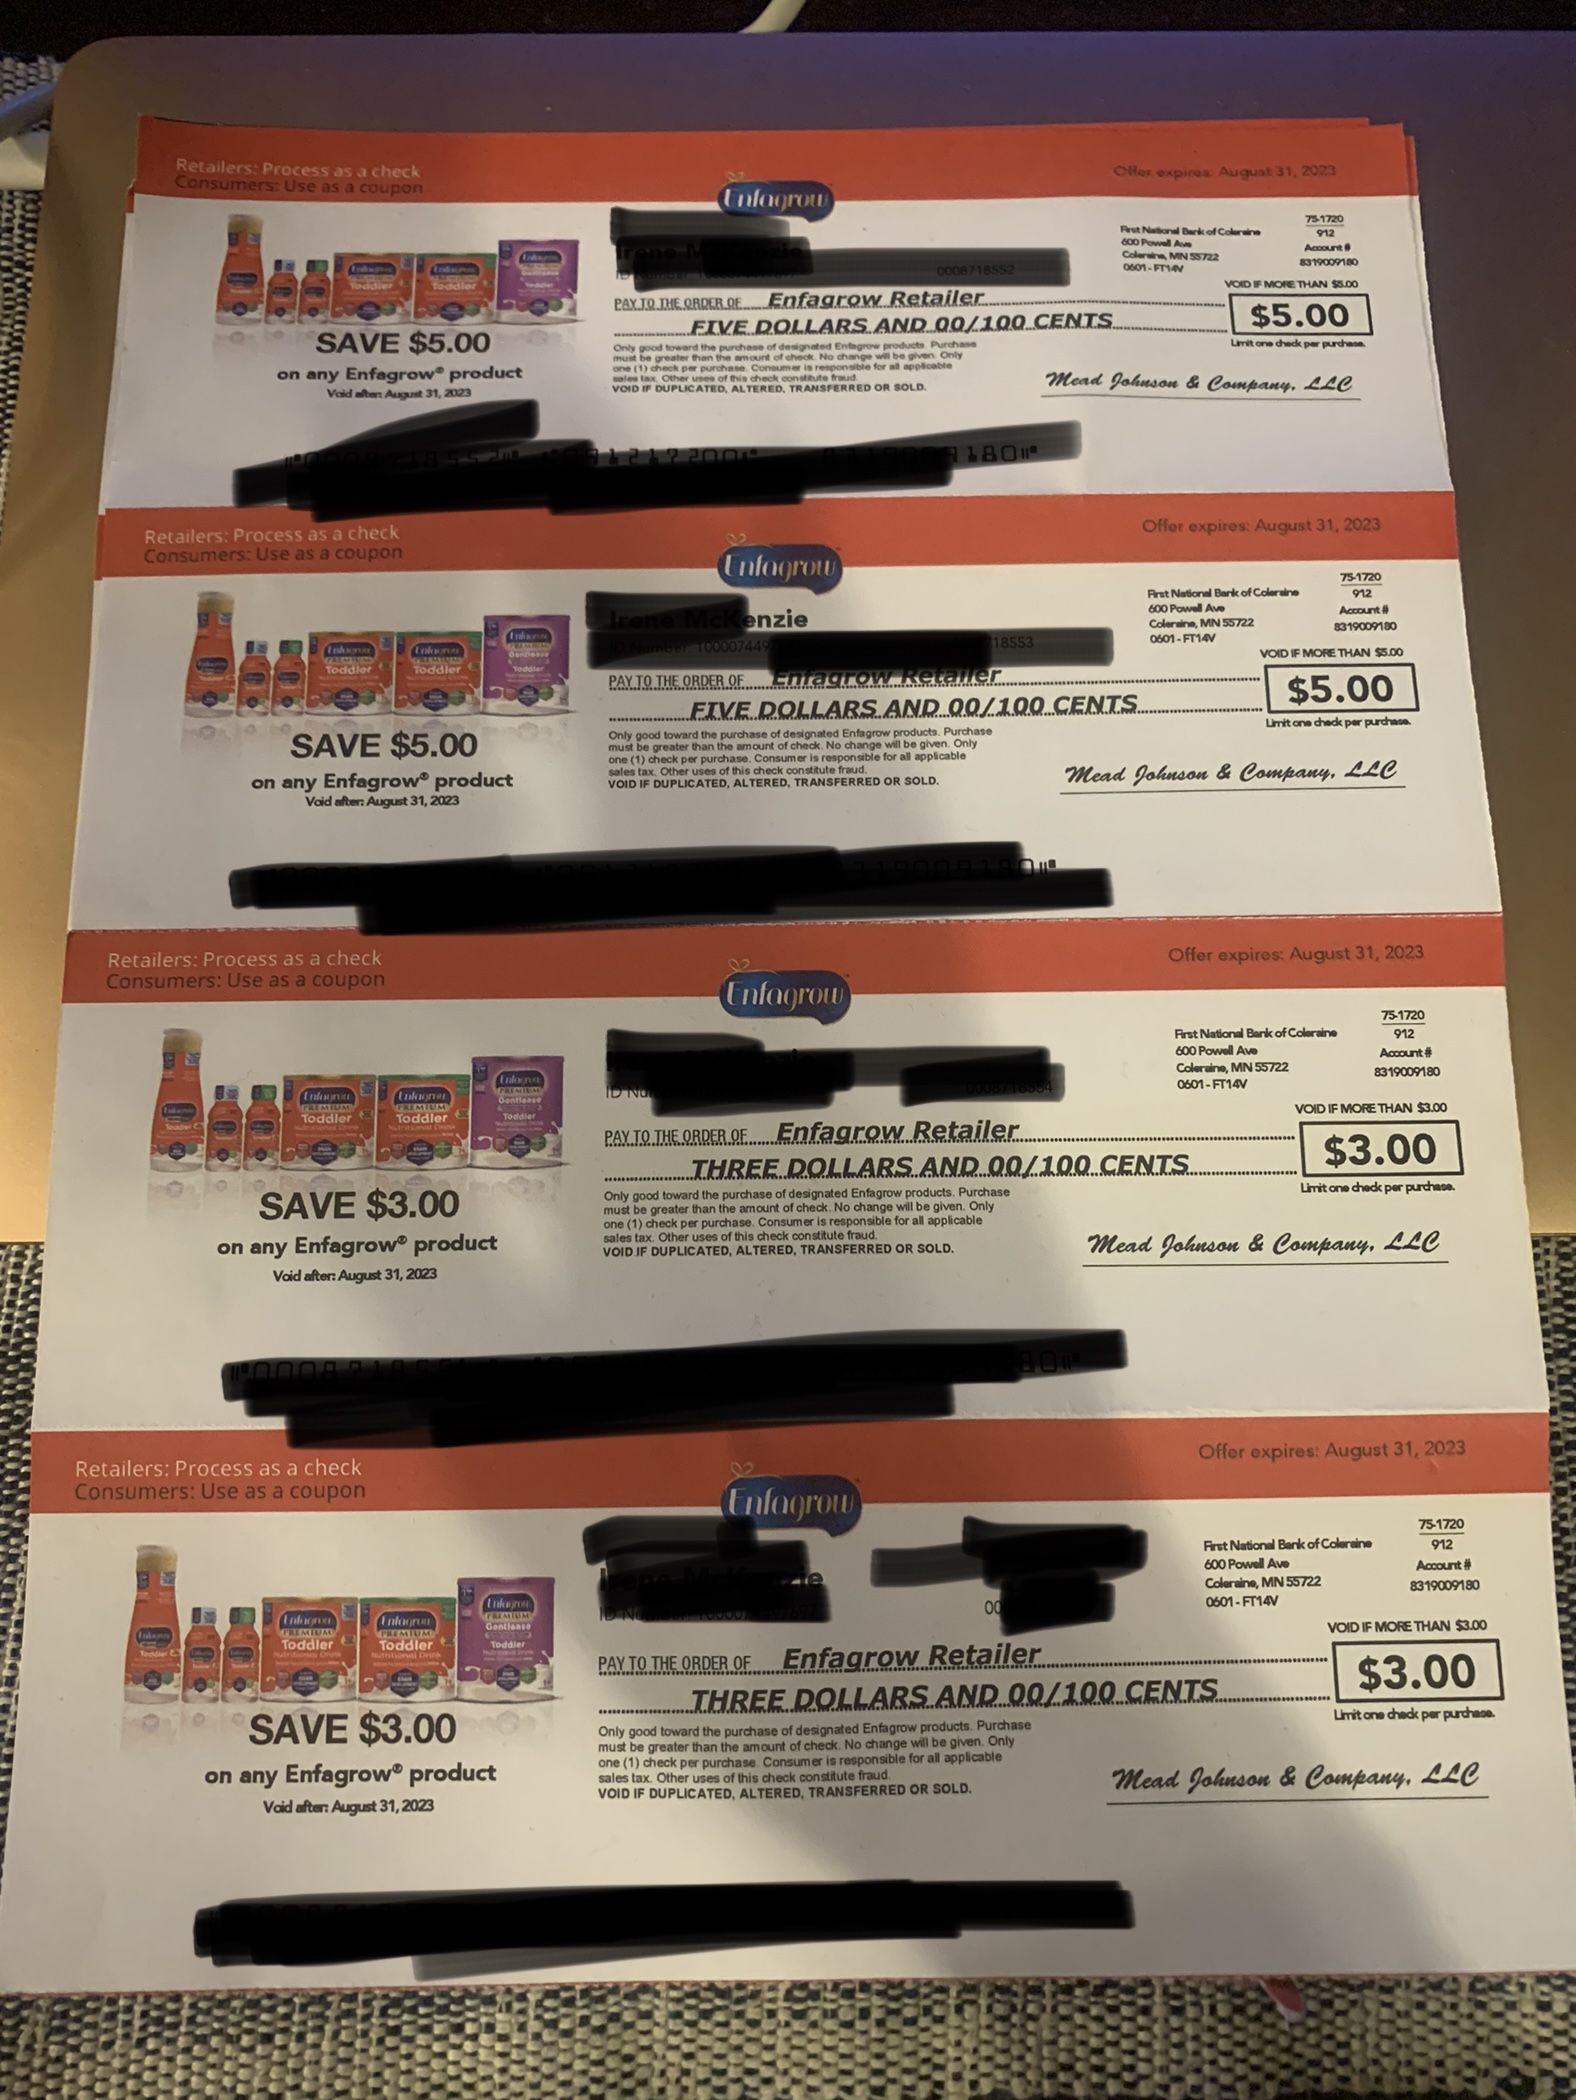 Retailers: Process as a check
Consumers: Use as a coupon
Offer expires: August 31, 2023
Enfagrow
First National Bank of Coleraine
600 Powell Ave
Coleraine, MN 55722
0601 - FT14V
75-1720
912
Account #
8319009180
VOID IF MORE THAN $5.00
PAY TO THE ORDER OF Enfagrow Retailer
FIVE DOLLARS AND 00/100 CENTS
$5.00
Limit one check per purchase.
SAVE $5.00
on any Enfagrow® product
Void after: August 31, 2023
Only good toward the purchase of designated Enfagrow products. Purchase
must be greater than the amount of check. No change will be given. Only
one (1) check per purchase. Consumer is responsible for all applicable
sales tax. Other uses of this check constitute fraud.
VOID IF DUPLICATED, ALTERED, TRANSFERRED OR SOLD.
Mead Johnson & Company, LLC
Retailers: Process as a check
Consumers: Use as a coupon
Offer expires: August 31, 2023
Enfagrow
First National Bank of Coleraine
600 Powell Ave
Coleraine, MN 55722
0601 - FT14V
75-1720
912
Account #
8319009180
VOID IF MORE THAN $5.00
PAY TO THE ORDER OF Enfagrow Retailer
FIVE DOLLARS AND 00/100 CENTS
$5.00
Limit one check per purchase.
SAVE $5.00
on any Enfagrow® product
Void after: August 31, 2023
Only good toward the purchase of designated Enfagrow products. Purchase
must be greater than the amount of check. No change will be given. Only
one (1) check per purchase. Consumer is responsible for all applicable
sales tax. Other uses of this check constitute fraud.
VOID IF DUPLICATED, ALTERED, TRANSFERRED OR SOLD.
Mead Johnson & Company, LLC
Retailers: Process as a check
Consumers: Use as a coupon
Offer expires: August 31, 2023
Enfagrow
First National Bank of Coleraine
600 Powell Ave
Coleraine, MN 55722
0601 - FT14V
75-1720
912
Account #
8319009180
VOID IF MORE THAN $3.00
PAY TO THE ORDER OF Enfagrow Retailer
THREE DOLLARS AND 00/100 CENTS
$3.00
Limit one check per purchase.
SAVE $3.00
on any Enfagrow® product
Void after: August 31, 2023
Only good toward the purchase of designated Enfagrow products. Purchase
must be greater than the amount of check. No change will be given. Only
one (1) check per purchase. Consumer is responsible for all applicable
sales tax. Other uses of this check constitute fraud.
VOID IF DUPLICATED, ALTERED, TRANSFERRED OR SOLD.
Mead Johnson & Company, LLC
Retailers: Process as a check
Consumers: Use as a coupon
Offer expires: August 31, 2023
Enfagrow
First National Bank of Coleraine
600 Powell Ave
Coleraine, MN 55722
0601 - FT14V
75-1720
912
Account #
8319009180
VOID IF MORE THAN $3.00
PAY TO THE ORDER OF Enfagrow Retailer
THREE DOLLARS AND 00/100 CENTS
$3.00
Limit one check per purchase.
SAVE $3.00
on any Enfagrow® product
Void after: August 31, 2023
Only good toward the purchase of designated Enfagrow products. Purchase
must be greater than the amount of check. No change will be given. Only
one (1) check per purchase. Consumer is responsible for all applicable
sales tax. Other uses of this check constitute fraud.
VOID IF DUPLICATED, ALTERED, TRANSFERRED OR SOLD.
Mead Johnson & Company, LLC